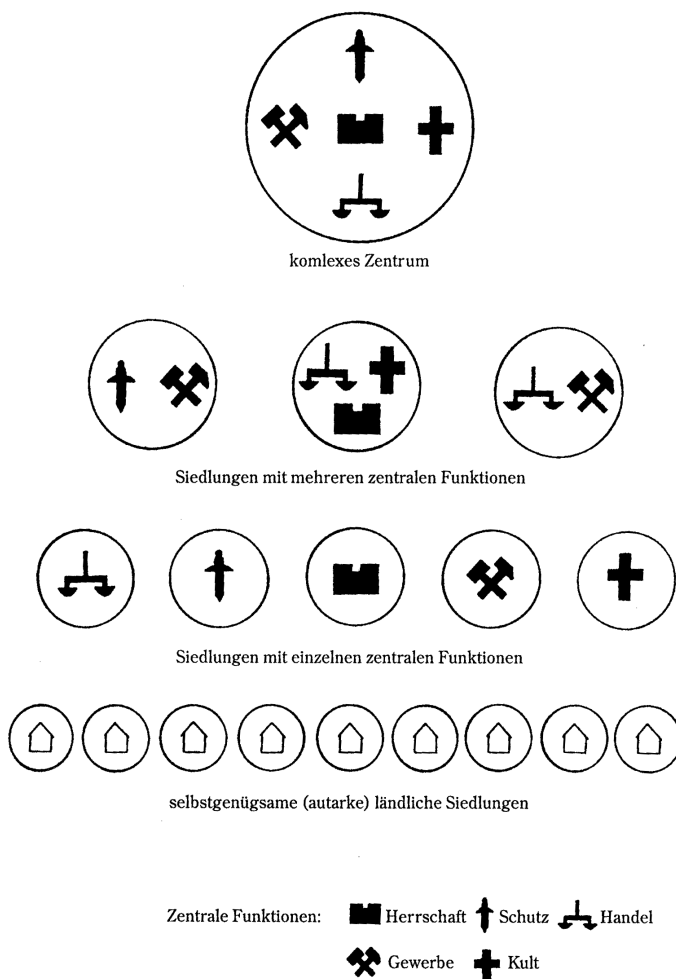 komlexes Zentrum
Siedlungen mit mehreren zentralen Funktionen
Siedlungen mit einzelnen zentralen Funktionen
selbstgenügsame (autarke) ländliche Siedlungen
Zentrale Funktionen: Herrschaft Schutz Handel
Gewerbe Kult